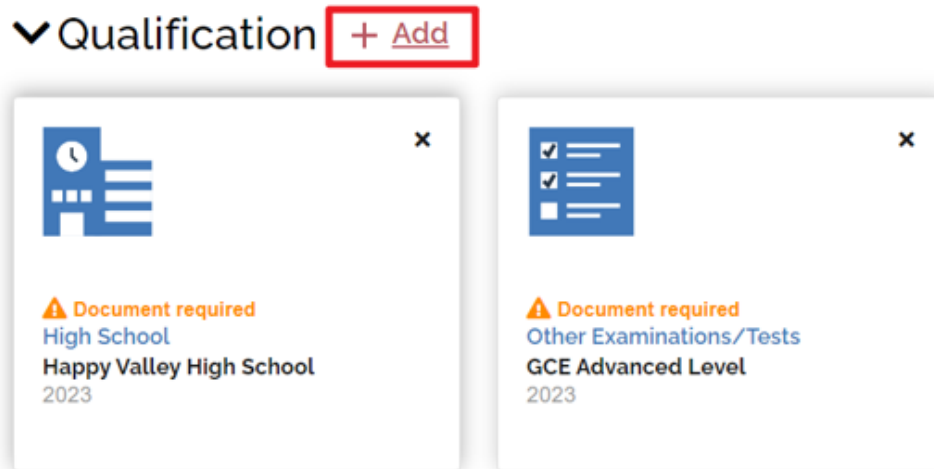 Qualification + Add
Document required
High School
Happy Valley High School
2023
Document required
Other Examinations/Tests
GCE Advanced Level
2023